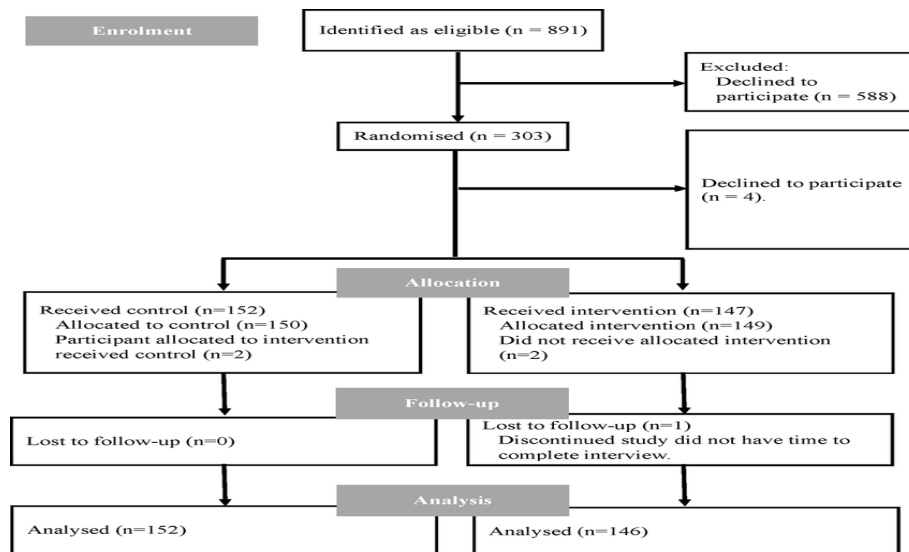 Enrolment
Identified as eligible (n = 891)
Excluded:
Declined to
participate (n = 588)
Randomised (n = 303)
Declined to participate
(n = 4).
Allocation
Received control (n=152)
Allocated to control (n=150)
Participant allocated to intervention
received control (n=2)
Received intervention (n=147)
Allocated intervention (n=149)
Did not receive allocated intervention
(n=2)
Follow-up
Lost to follow-up (n=0)
Lost to follow-up (n=1)
Discontinued study did not have time to
complete interview.
Analysis
Analysed (n=152)
Analysed (n=146)